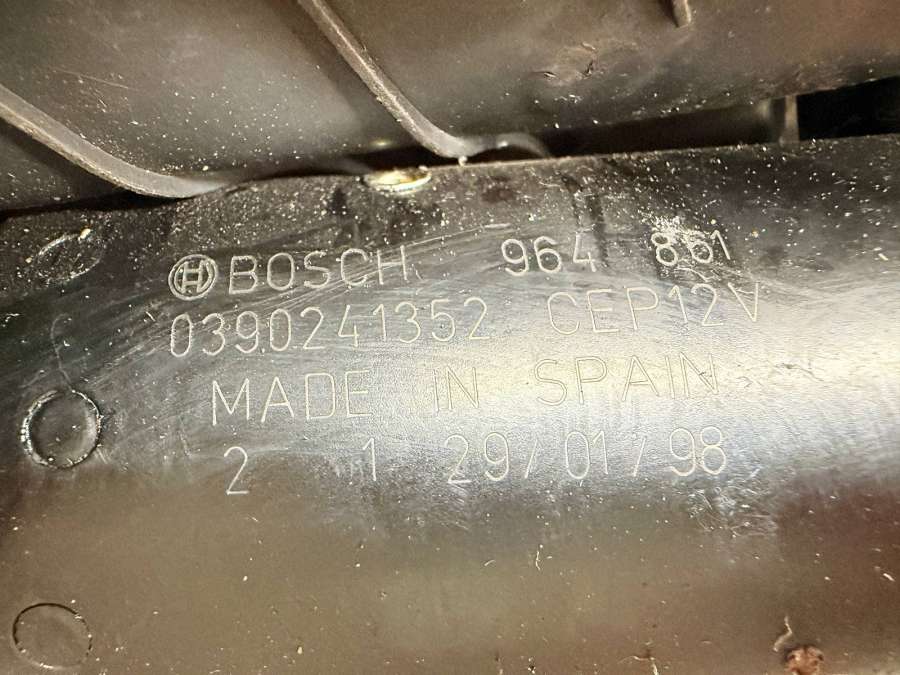 BOSCH 964 861
0390241352 CEP12V
MADE IN SPAIN
2 1 29/01/98